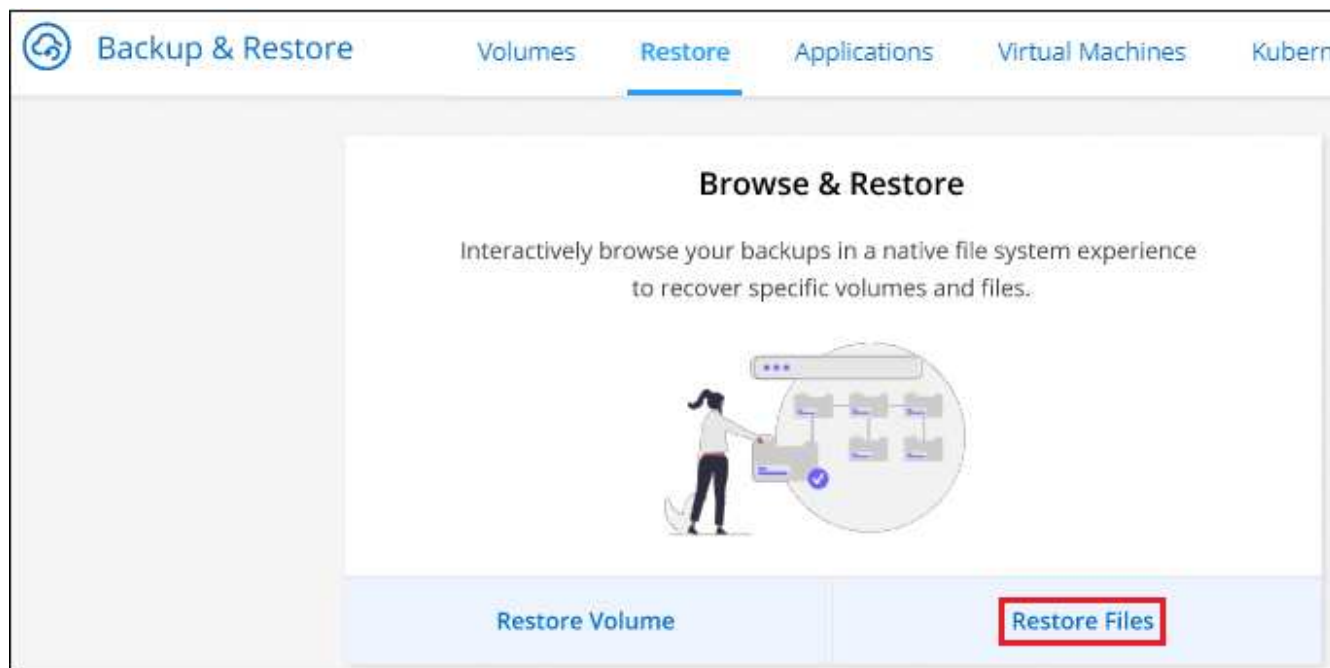 Backup & Restore Volumes Restore Applications Virtual Machines Kubern
Browse & Restore
Interactively browse your backups in a native file system experience
to recover specific volumes and files.
Restore Volume Restore Files